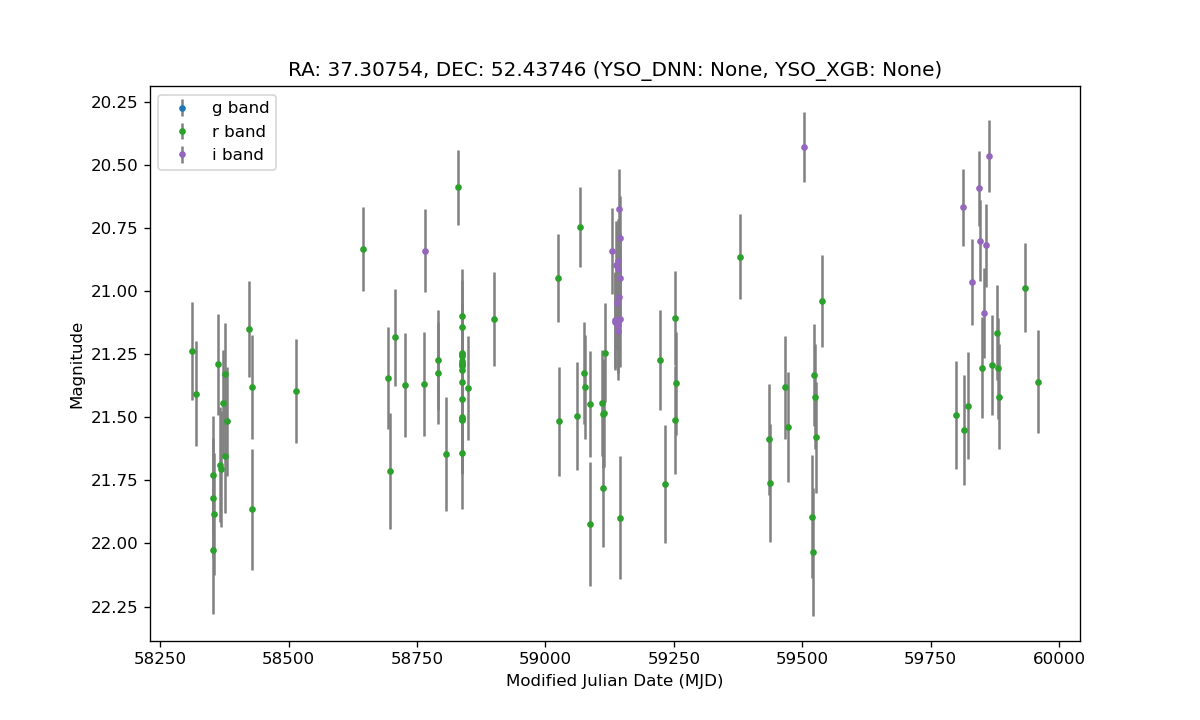 RA: 37.30754, DEC: 52.43746 (YSO_DNN: None, YSO_XGB: None)
g band
r band
i band
20.25
20.50
20.75
21.00
21.25
21.50
21.75
22.00
22.25
Magnitude
58250 58500 58750 59000 59250 59500 59750 60000
Modified Julian Date (MJD)